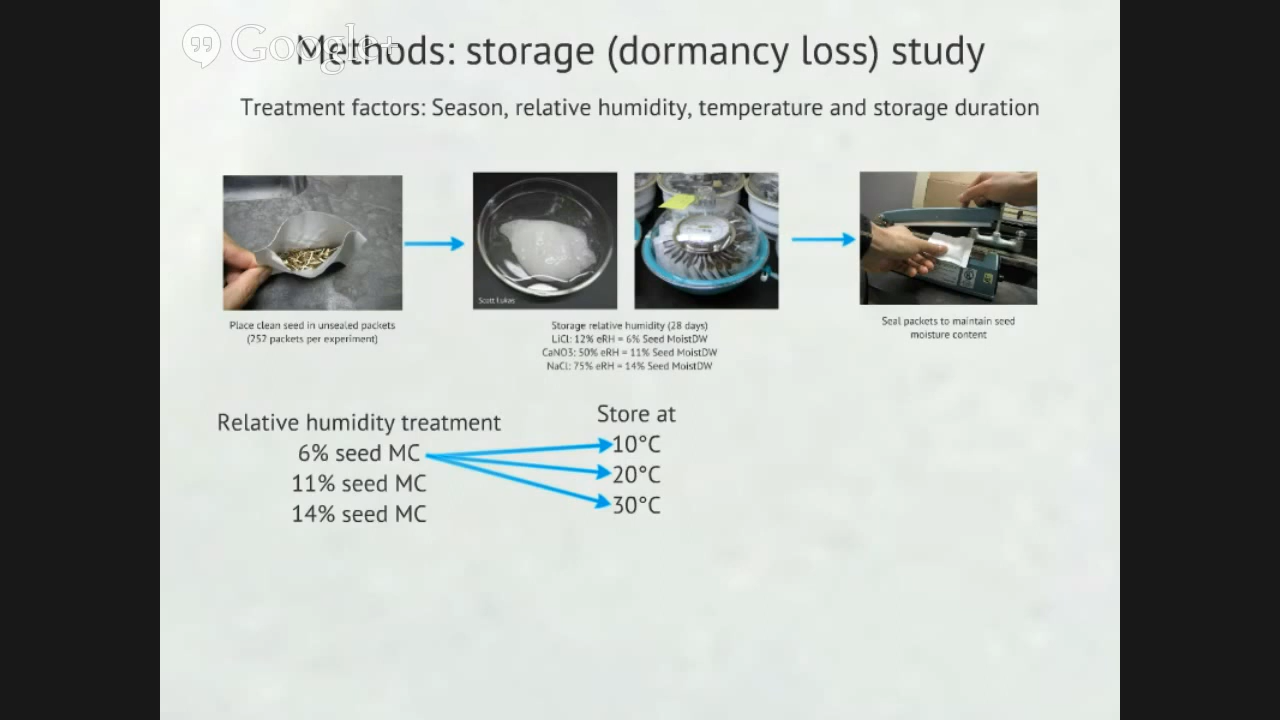 Google+
Methods: storage (dormancy loss) study
Treatment factors: Season, relative humidity, temperature and storage duration
Scott Lukas
Place clean seed in unsealed packets
(252 packets per experiment)
Storage relative humidity (28 days)
LiCl: 12% eRH = 6% Seed MoistDW
CaNO3: 50% eRH = 11% Seed MoistDW
NaCl: 75% eRH = 14% Seed MoistDW
Seal packets to maintain seed
moisture content
Relative humidity treatment
6% seed MC
11% seed MC
14% seed MC
Store at
10°C
20°C
30°C